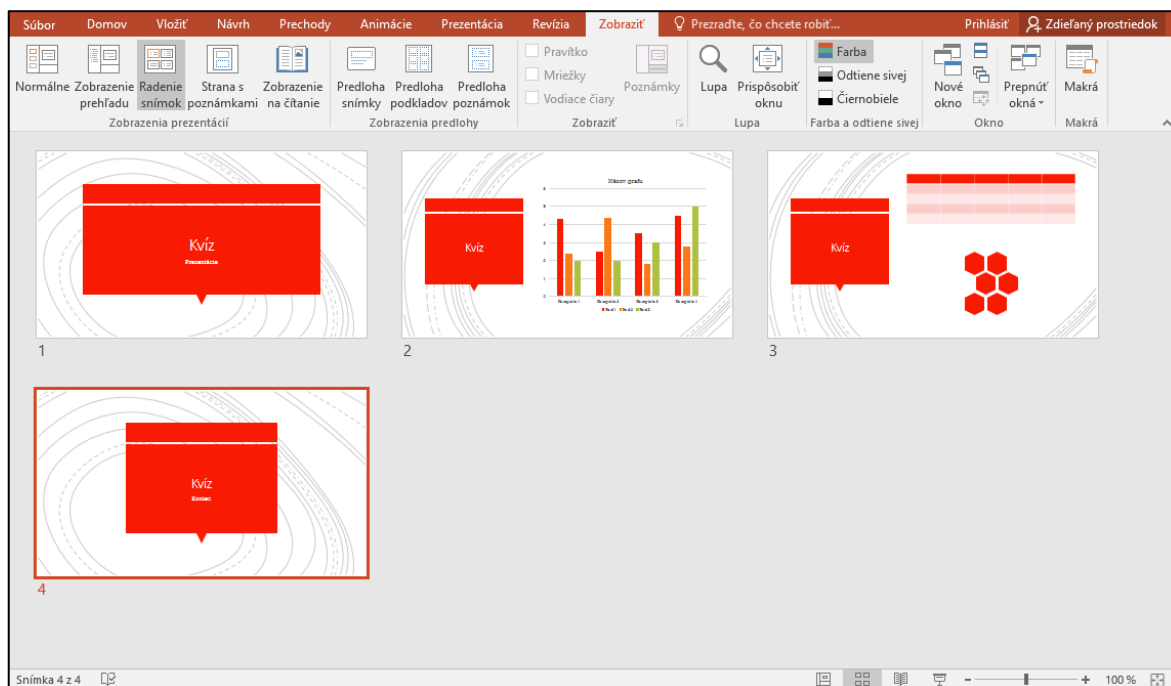 Súbor Domov Vložiť Návrh Prechody Animácie Prezentácia Revízia Zobraziť Prezraďte, čo chcete robiť... Prihlásiť Zdieľaný prostriedok
Normálne Zobrazenie prehľadu Radenie snímok Strana s poznámkami Zobrazenie na čítanie
Zobrazenia prezentácií
Predloha snímky Predloha podkladov Predloha poznámok
Zobrazenia predlohy
Pravítko
Mriežky
Vodiace čiary
Poznámky
Zobraziť
Lupa Prispôsobiť oknu
Lupa
Farba
Odtiene sivej
Čiernobiele
Farba a odtiene sivej
Nové okno
Prepnúť okná
Okno
Makrá
Makrá
Kvíz
Prezentácia
1
Názov grafu
Kvíz
2
Kvíz
3
Kvíz
Koniec
4
Snímka 4 z 4
- + 100 %